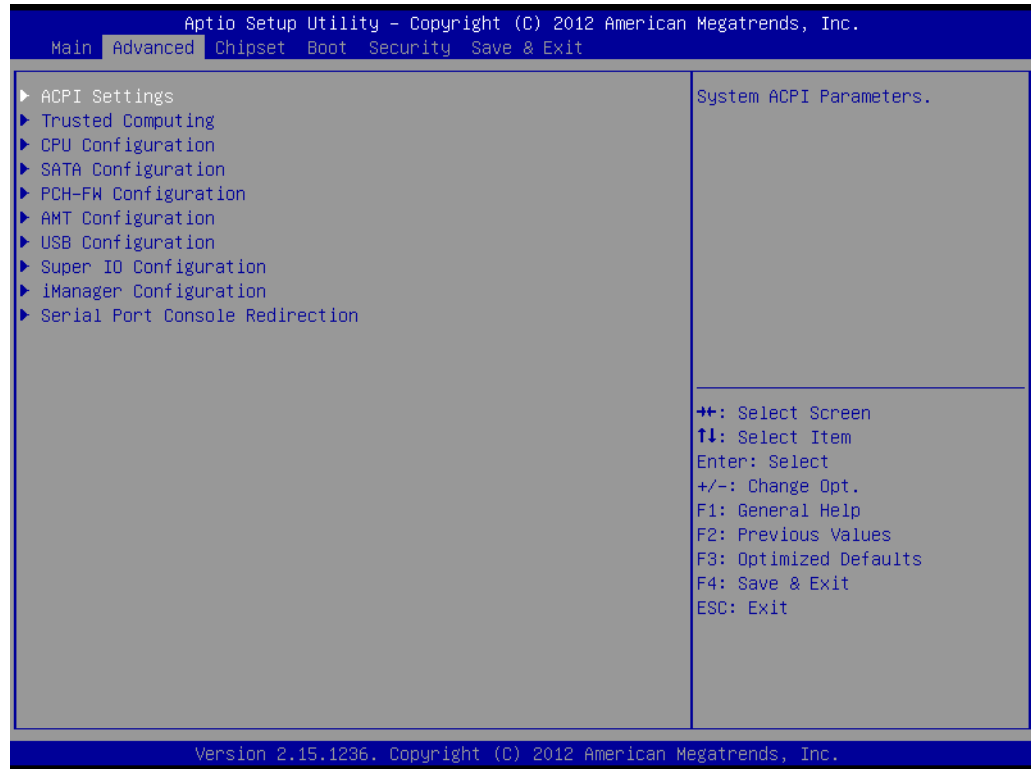 Aptio Setup Utility – Copyright (C) 2012 American Megatrends, Inc.
Main Advanced Chipset Boot Security Save & Exit
▶ ACPI Settings
▶ Trusted Computing
▶ CPU Configuration
▶ SATA Configuration
▶ PCH-FW Configuration
▶ AMT Configuration
▶ USB Configuration
▶ Super IO Configuration
▶ iManager Configuration
▶ Serial Port Console Redirection
System ACPI Parameters.
→←: Select Screen
↑↓: Select Item
Enter: Select
+/-: Change Opt.
F1: General Help
F2: Previous Values
F3: Optimized Defaults
F4: Save & Exit
ESC: Exit
Version 2.15.1236. Copyright (C) 2012 American Megatrends, Inc.